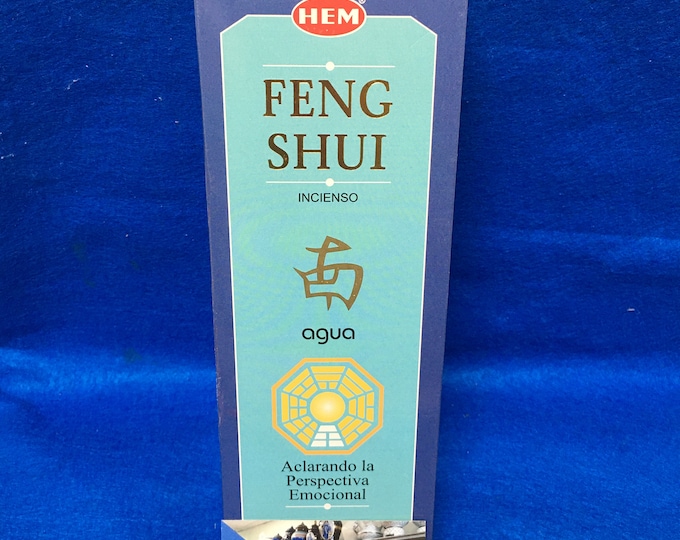 HEM®
FENG
SHUI
INCIENSO
agua
Aclarando la
Perspectiva
Emocional